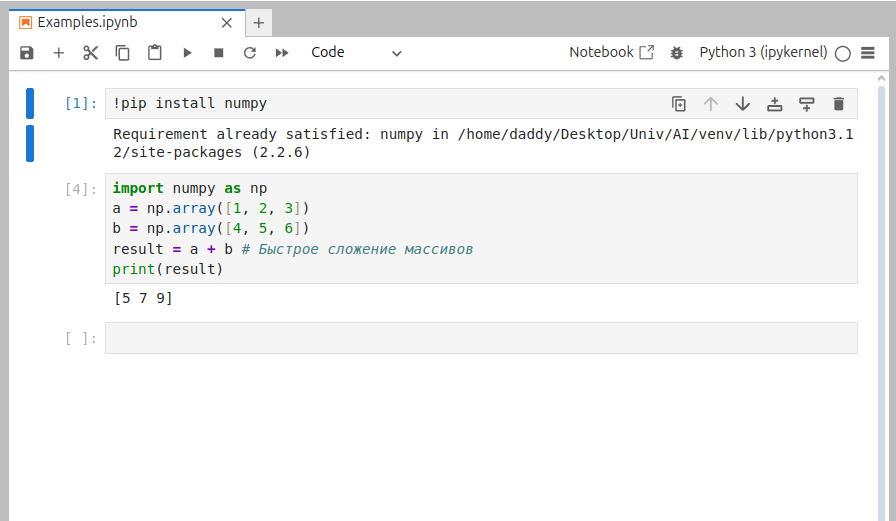 Examples.ipynb
Code
Notebook
Python 3 (ipykernel)
[1]: !pip install numpy
Requirement already satisfied: numpy in /home/daddy/Desktop/Univ/AI/venv/lib/python3.1
2/site-packages (2.2.6)
[4]: import numpy as np
a = np.array([1, 2, 3])
b = np.array([4, 5, 6])
result = a + b # Быстрое сложение массивов
print(result)
[5 7 9]
[ ]: